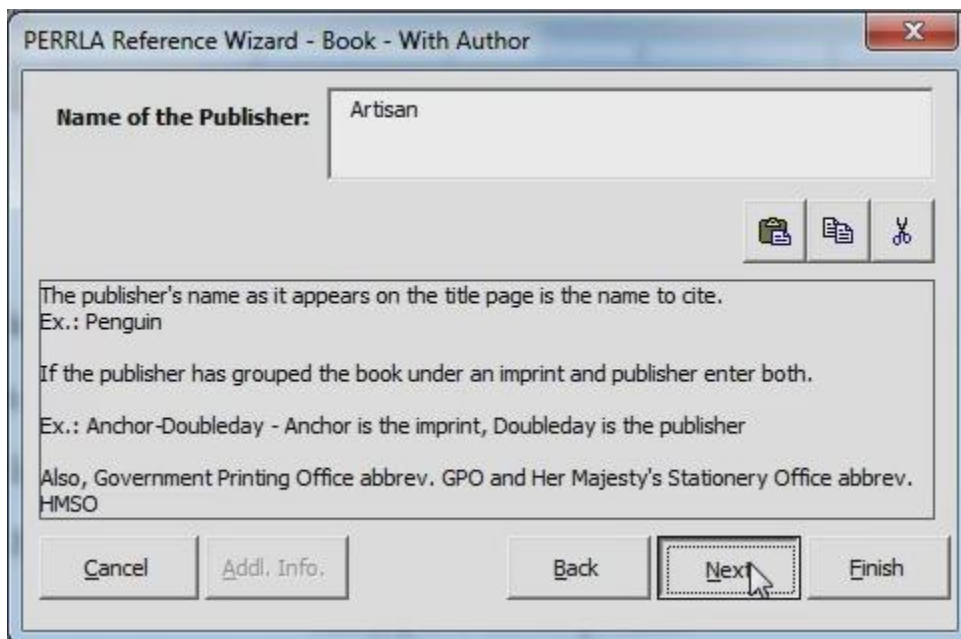 PERRLA Reference Wizard - Book - With Author
Name of the Publisher:
Artisan
The publisher's name as it appears on the title page is the name to cite.
Ex.: Penguin
If the publisher has grouped the book under an imprint and publisher enter both.
Ex.: Anchor-Doubleday - Anchor is the imprint, Doubleday is the publisher
Also, Government Printing Office abbrev. GPO and Her Majesty's Stationery Office abbrev.
HMSO
Cancel
Addl. Info.
Back
Next
Finish